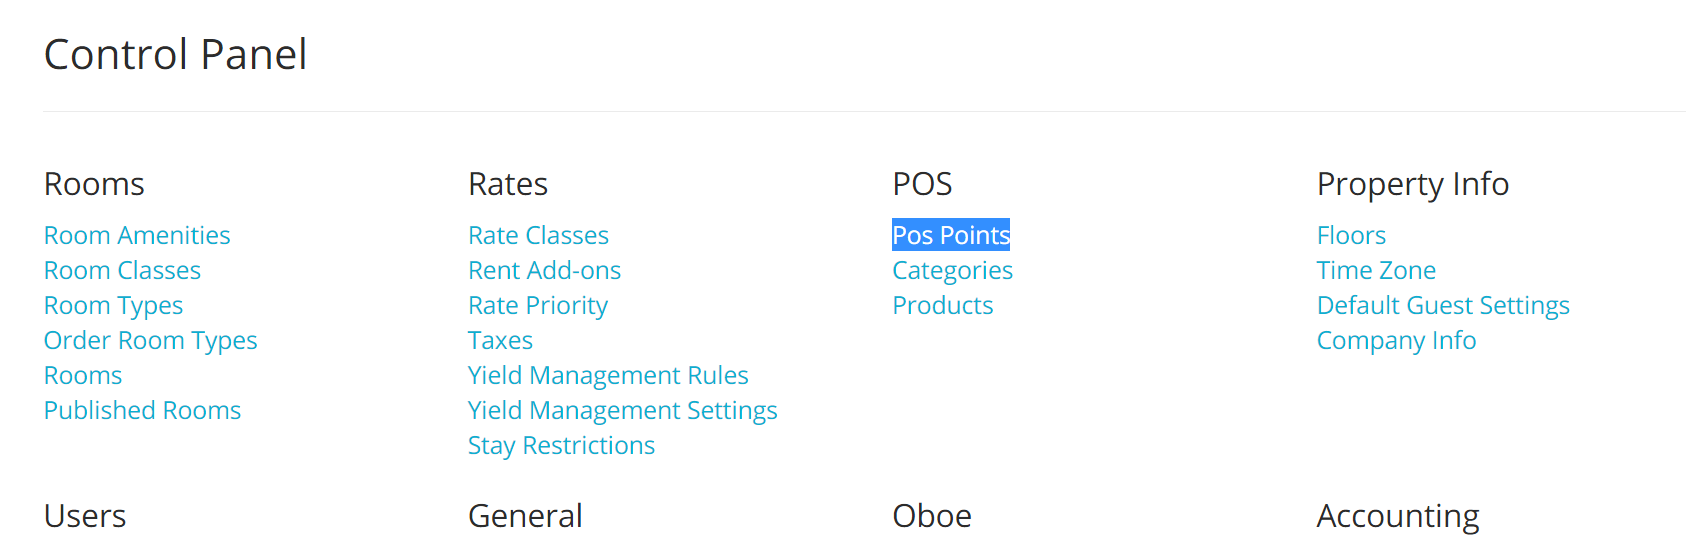 Control Panel
Rooms
Room Amenities
Room Classes
Room Types
Order Room Types
Rooms
Published Rooms
Rates
Rate Classes
Rent Add-ons
Rate Priority
Taxes
Yield Management Rules
Yield Management Settings
Stay Restrictions
POS
Pos Points
Categories
Products
Property Info
Floors
Time Zone
Default Guest Settings
Company Info
Users
General
Oboe
Accounting